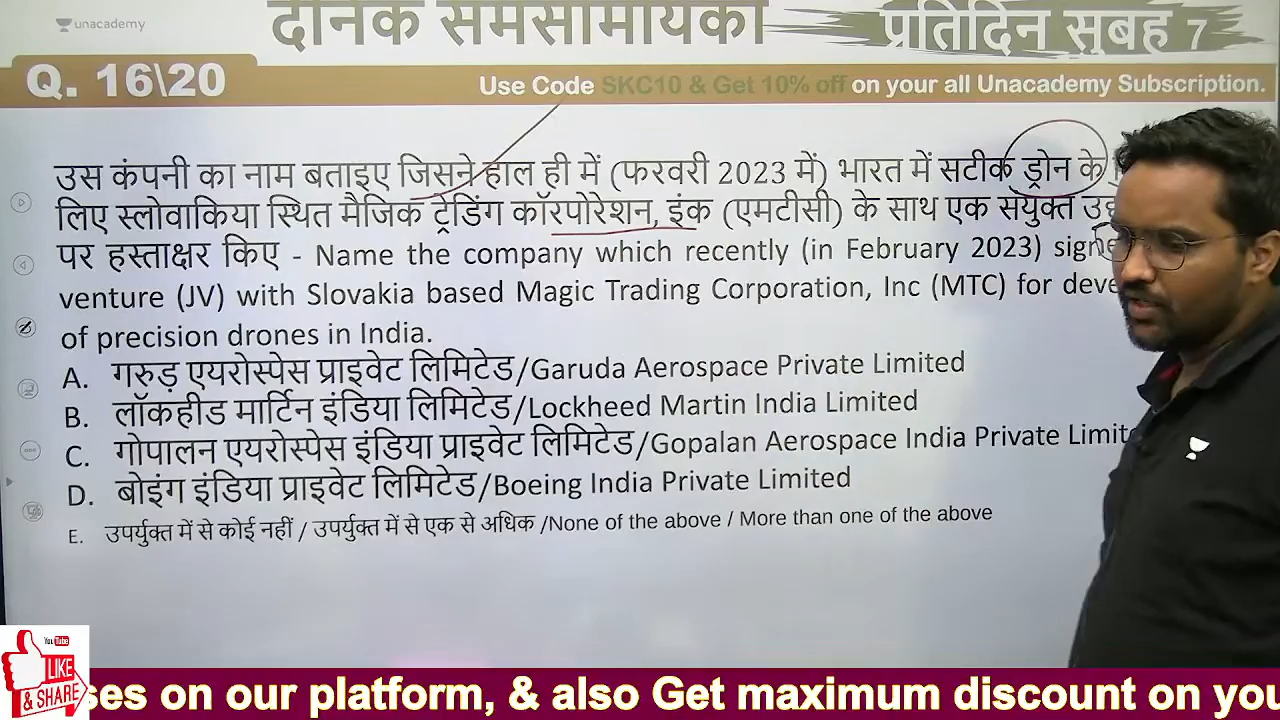 unacademy
दैनिक समसामयिकी
प्रतिदिन सुबह 7
Q. 16\20
Use Code SKC10 & Get 10% off on your all Unacademy Subscription.
उस कंपनी का नाम बताइए जिसने हाल ही में (फरवरी 2023 में) भारत में सटीक ड्रोन के
लिए स्लोवाकिया स्थित मैजिक ट्रेडिंग कॉरपोरेशन, इंक (एमटीसी) के साथ एक संयुक्त
पर हस्ताक्षर किए - Name the company which recently (in February 2023)
venture (JV) with Slovakia based Magic Trading Corporation, Inc (MTC) for
of precision drones in India.
A. गरुड़ एयरोस्पेस प्राइवेट लिमिटेड/Garuda Aerospace Private Limited
B. लॉकहीड मार्टिन इंडिया लिमिटेड/Lockheed Martin India Limited
C. गोपालन एयरोस्पेस इंडिया प्राइवेट लिमिटेड/Gopalan Aerospace India Private
D. बोइंग इंडिया प्राइवेट लिमिटेड/Boeing India Private Limited
E. उपर्युक्त में से कोई नहीं / उपर्युक्त में से एक से अधिक /None of the above / More than one of the above
YouTube
LIKE
& SHARE
on our platform, & also Get maximum discount on